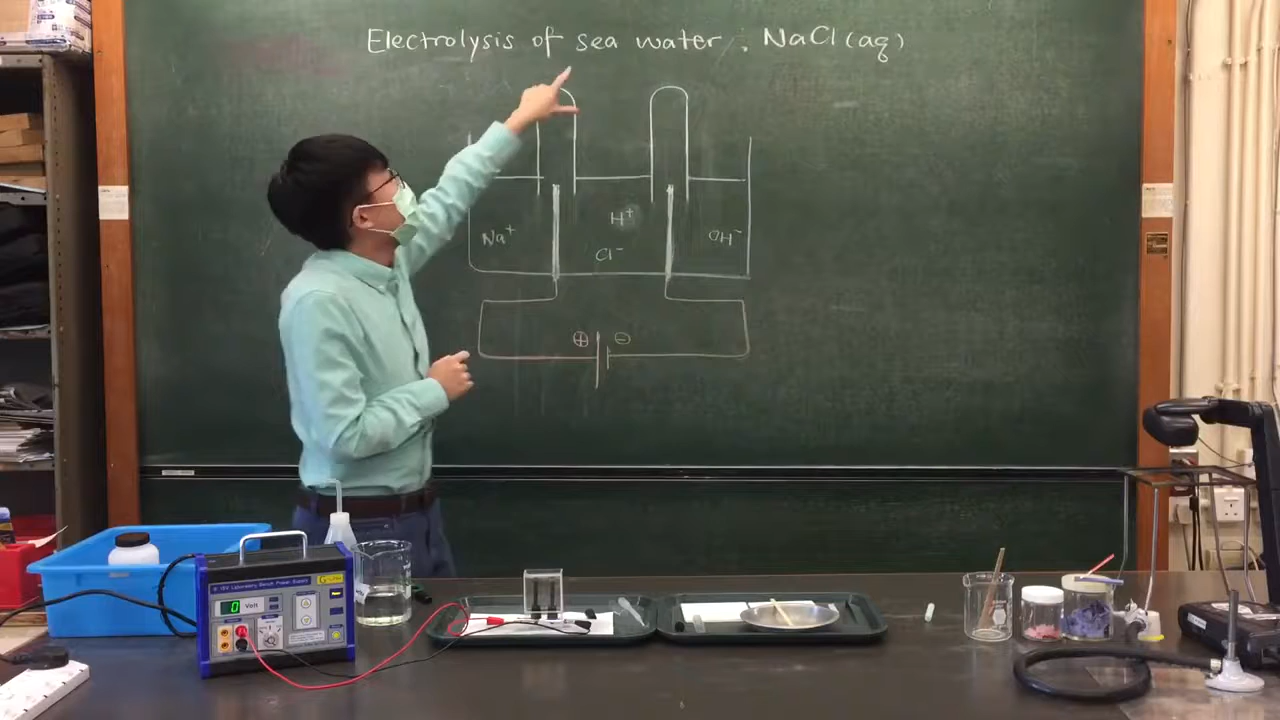 Electrolysis of sea water . NaCl (aq)
H⁺
Na⁺
OH⁻
Cl⁻
⊕ ⊖
0 Volt